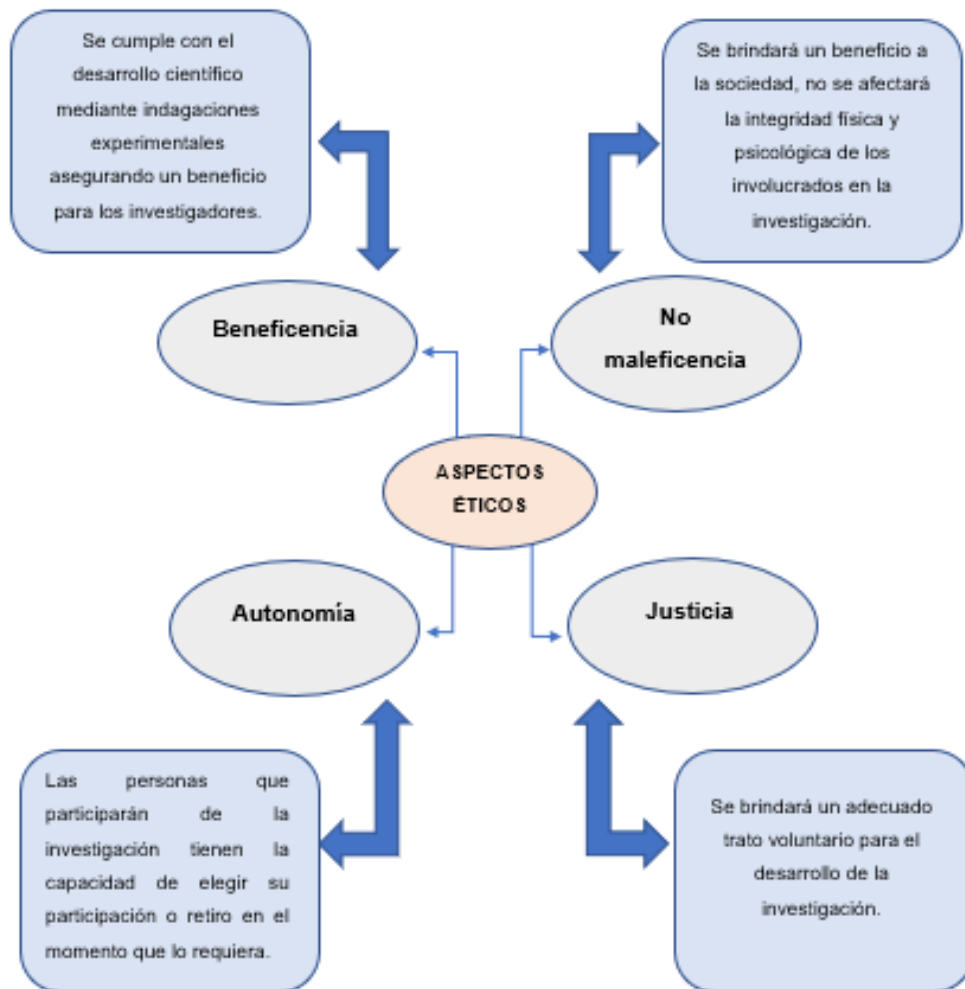 Se cumple con el
desarrollo científico
mediante indagaciones
experimentales
asegurando un beneficio
para los investigadores.
Se brindará un beneficio a
la sociedad, no se afectará
la integridad física y
psicológica de los
involucrados en la
investigación.
Beneficencia
No
maleficencia
ASPECTOS
ÉTICOS
Autonomía
Justicia
Las personas que
participarán de la
investigación tienen la
capacidad de elegir su
participación o retiro en el
momento que lo requiera.
Se brindará un adecuado
trato voluntario para el
desarrollo de la
investigación.